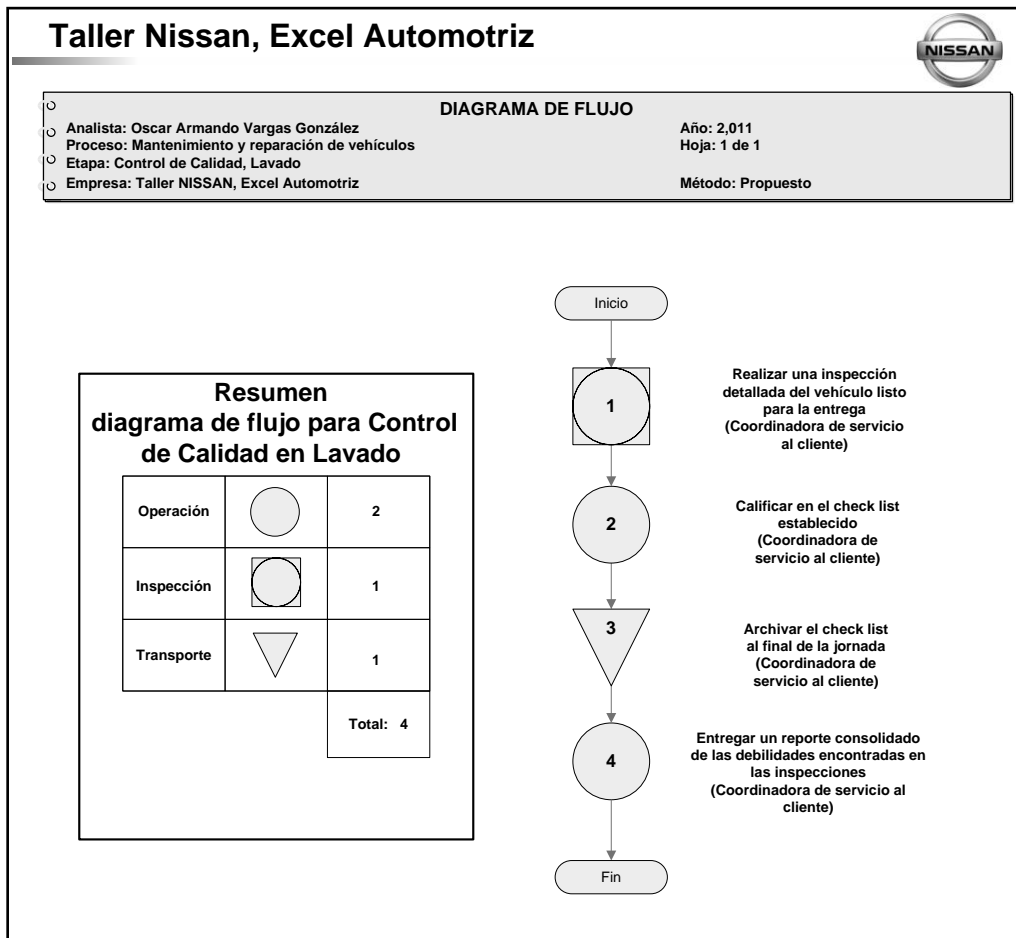 Taller Nissan, Excel Automotriz
NISSAN
DIAGRAMA DE FLUJO
Analista: Oscar Armando Vargas González
Año: 2,011
Proceso: Mantenimiento y reparación de vehículos
Hoja: 1 de 1
Etapa: Control de Calidad, Lavado
Empresa: Taller NISSAN, Excel Automotriz
Método: Propuesto
Resumen
diagrama de flujo para Control
de Calidad en Lavado
Operación
2
Inspección
1
Transporte
1
Total: 4
Inicio
1
Realizar una inspección
detallada del vehículo listo
para la entrega
(Coordinadora de servicio
al cliente)
2
Calificar en el check list
establecido
(Coordinadora de
servicio al cliente)
3
Archivar el check list
al final de la jornada
(Coordinadora de
servicio al cliente)
4
Entregar un reporte consolidado
de las debilidades encontradas en
las inspecciones
(Coordinadora de servicio al
cliente)
Fin